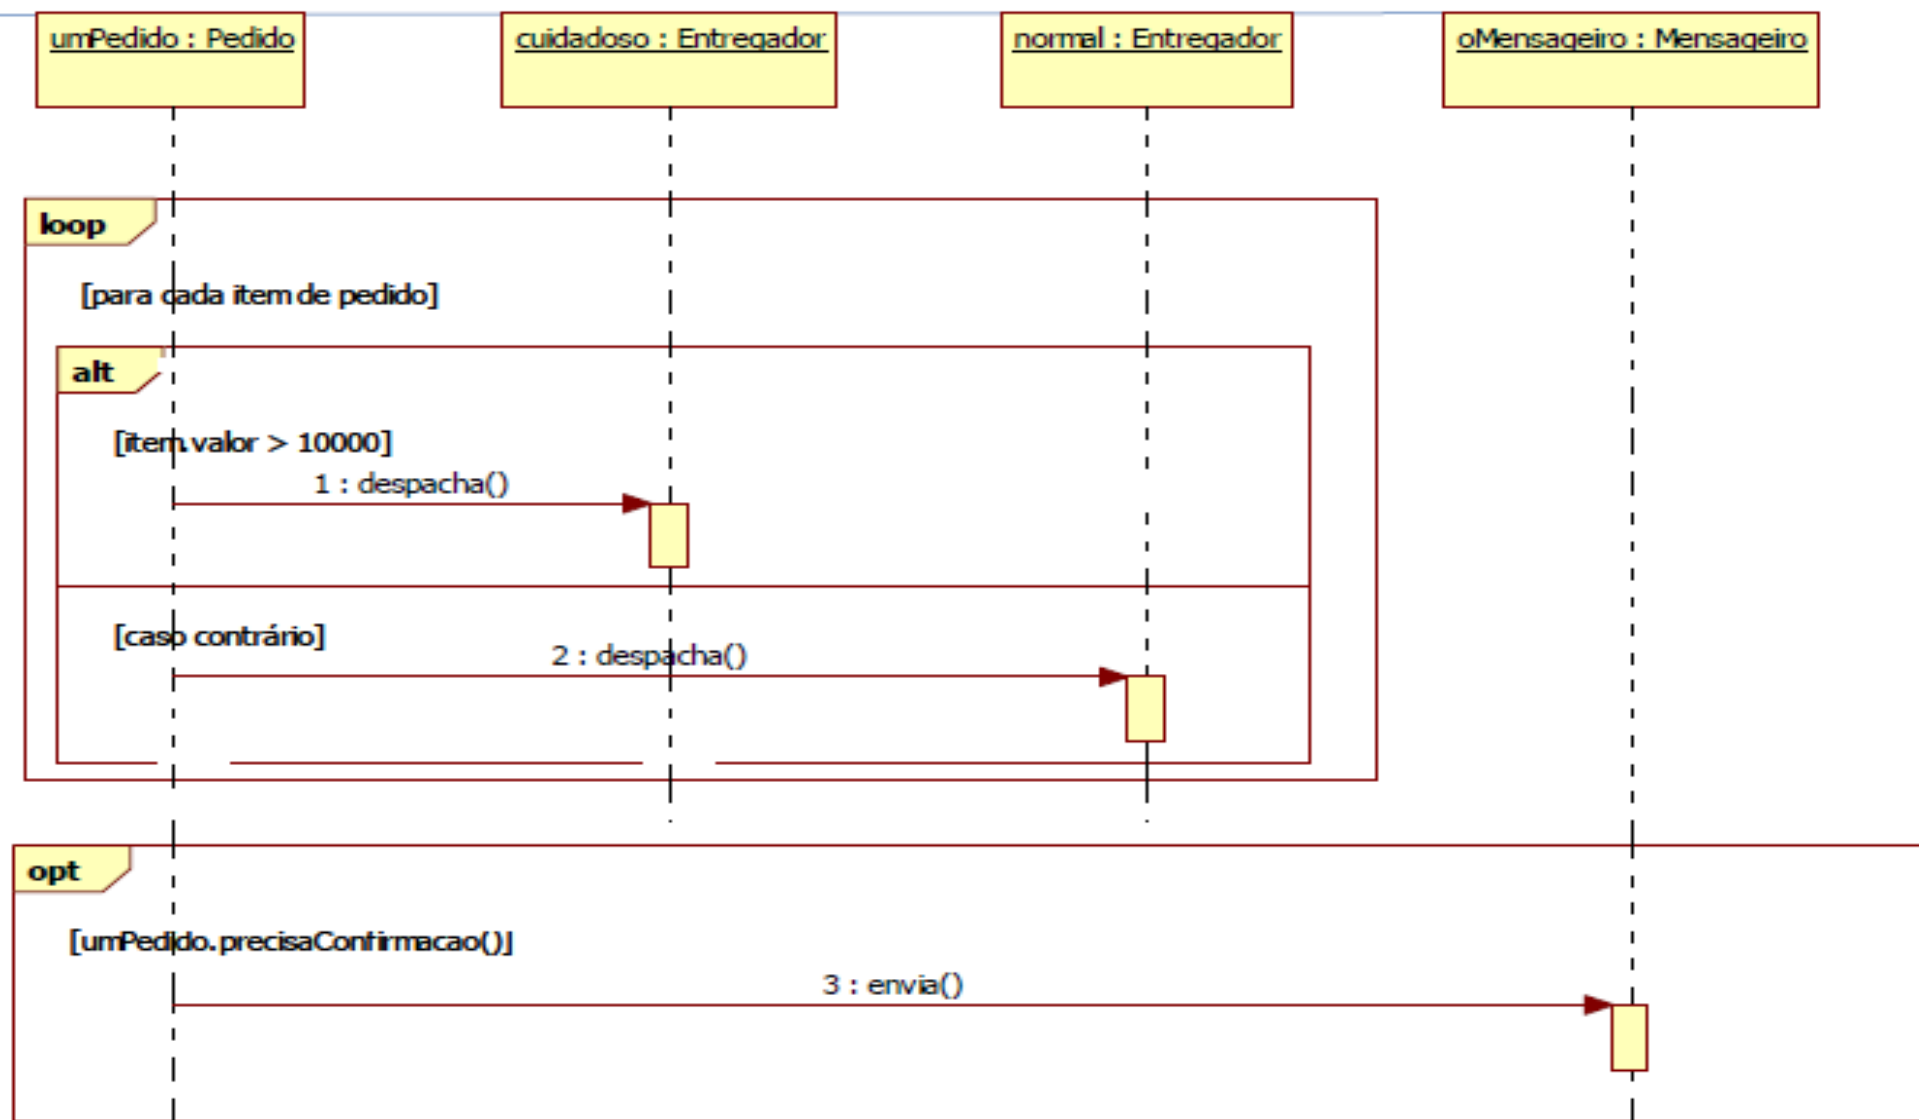 umPedido : Pedido
cuidadoso : Entregador
normal : Entregador
oMensageiro : Mensageiro
loop
[para cada item de pedido]
alt
[item.valor > 10000]
1 : despacha()
[caso contrário]
2 : despacha()
opt
[umPedido.precisaConfirmacao()]
3 : envia()